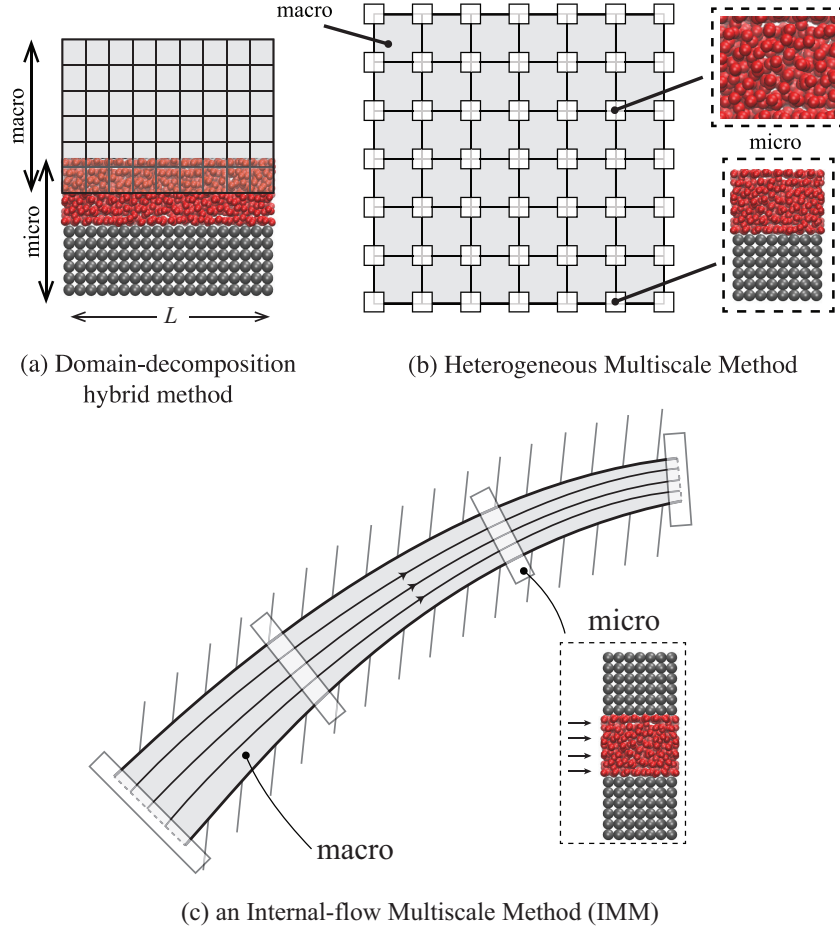 macro
micro
L
(a) Domain-decomposition
hybrid method
macro
micro
(b) Heterogeneous Multiscale Method
micro
macro
(c) an Internal-flow Multiscale Method (IMM)